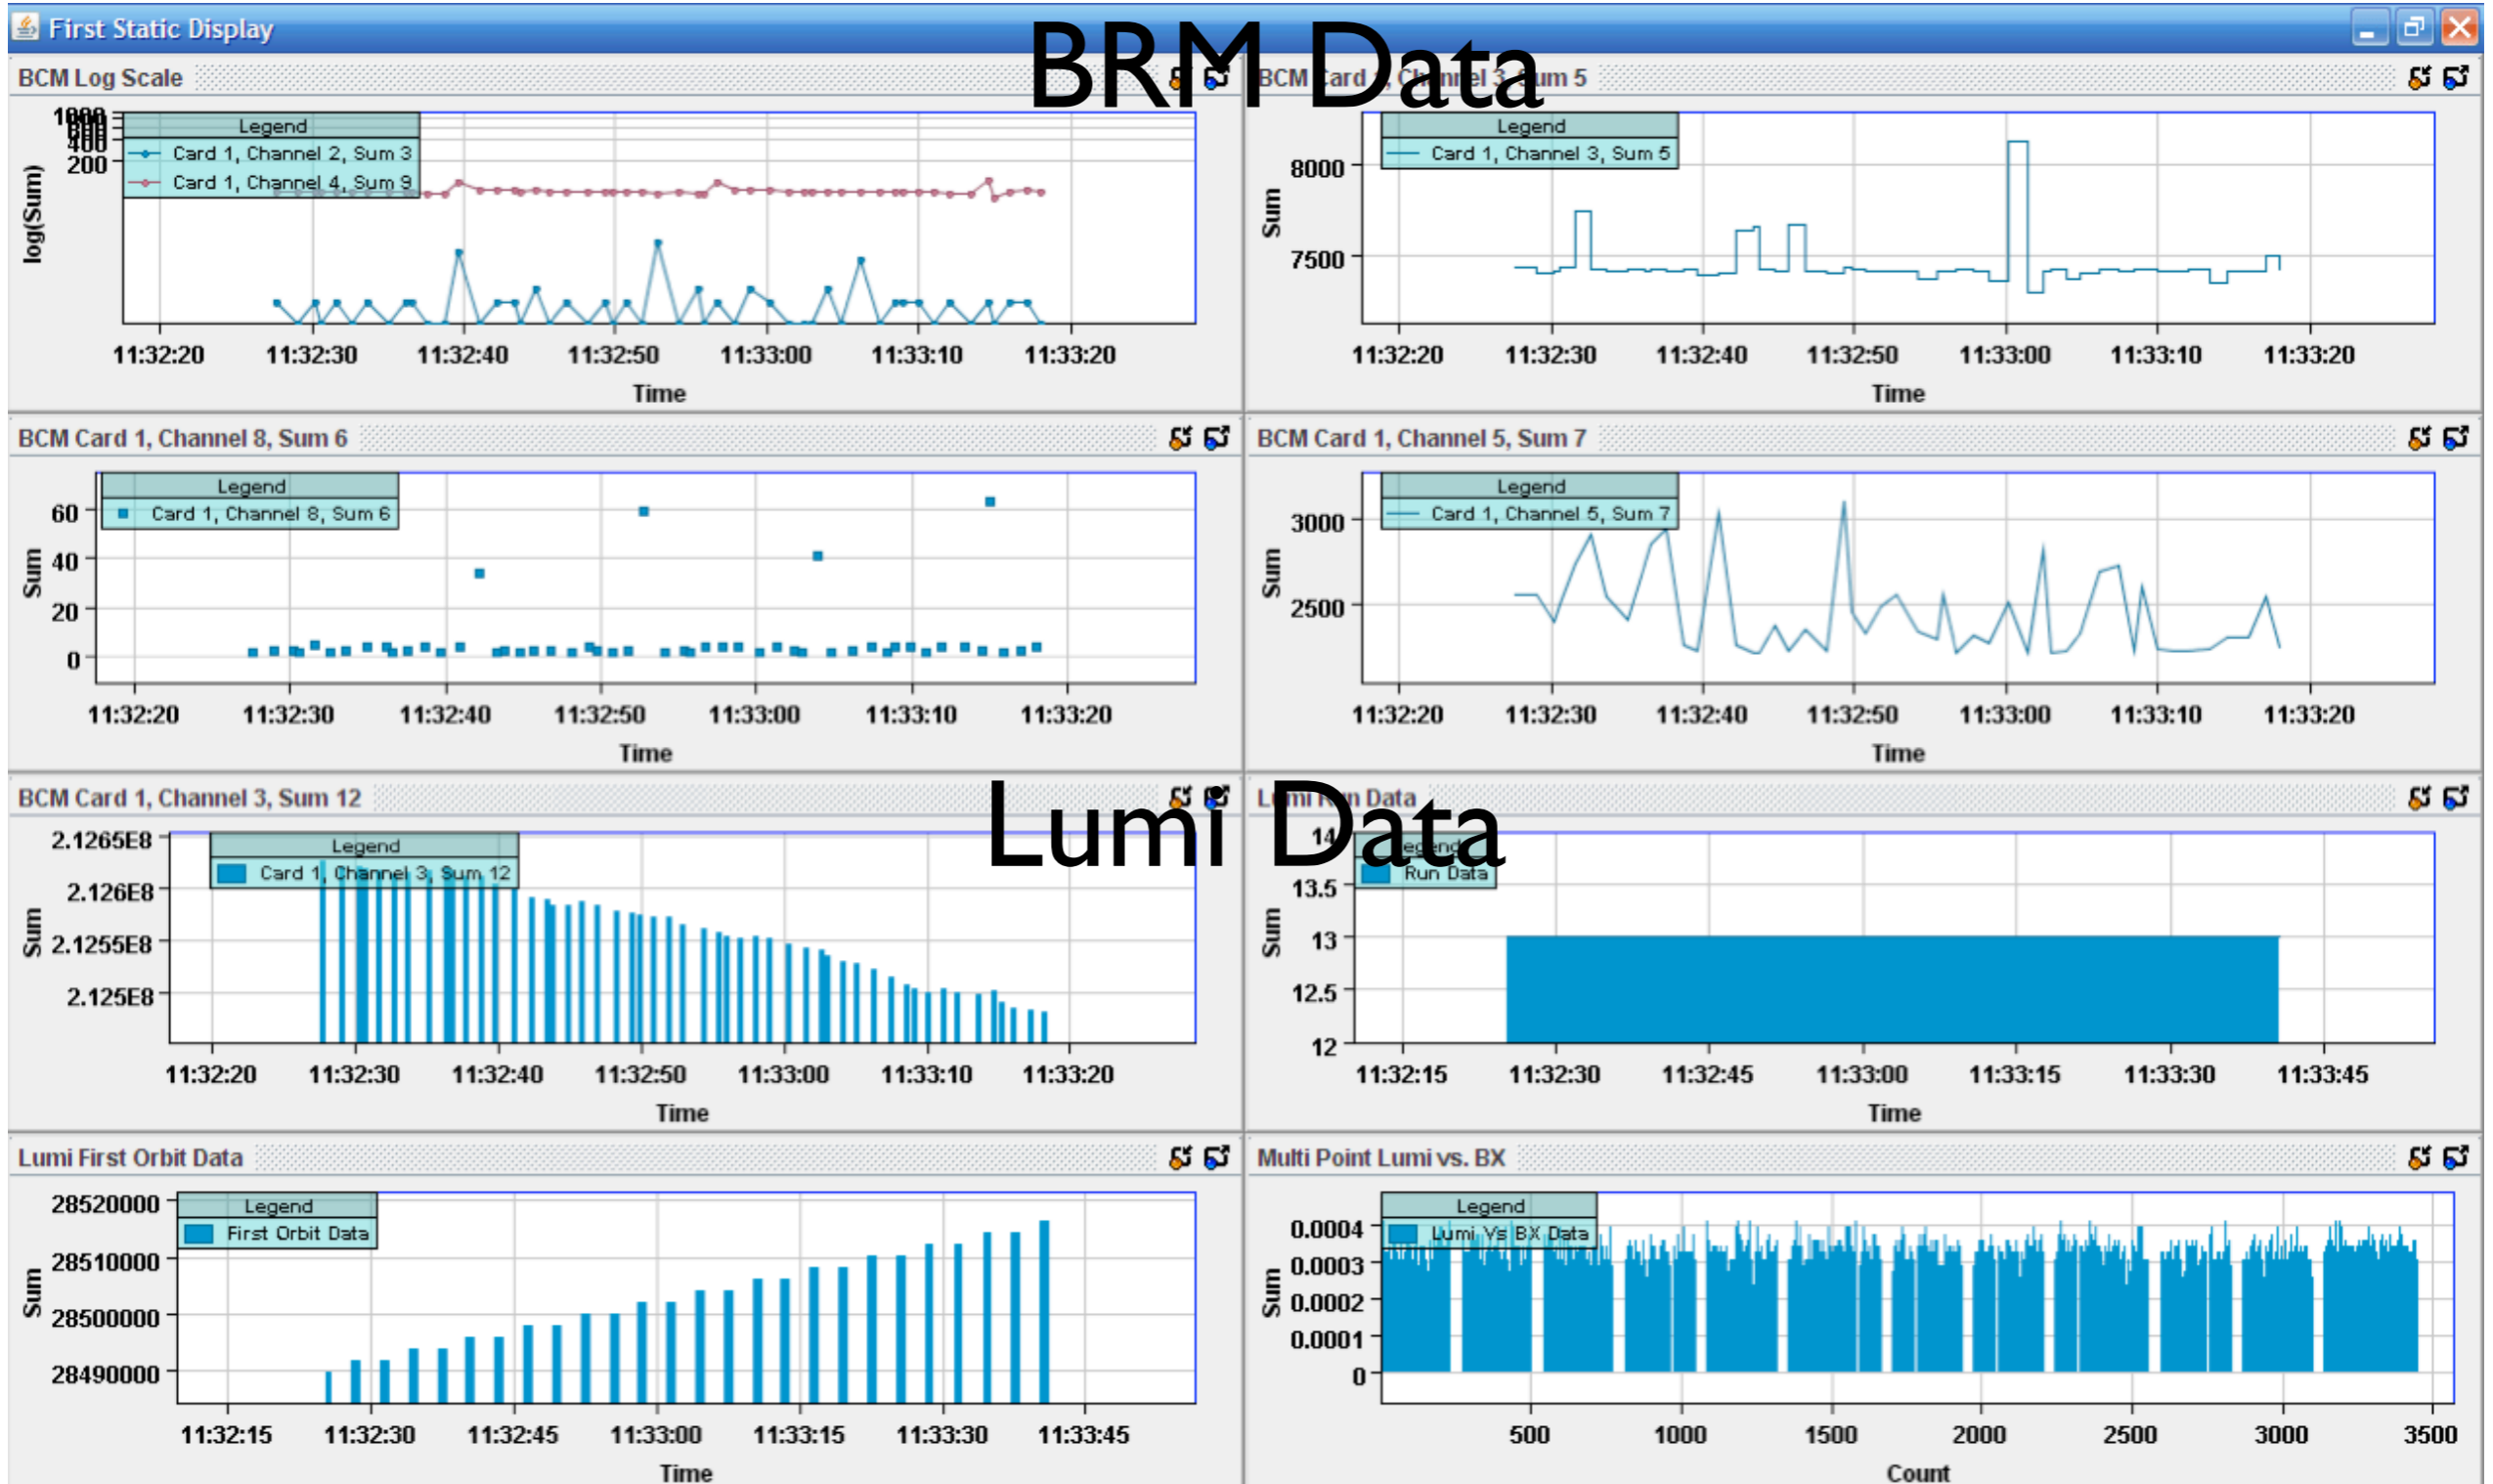 First Static Display
BRM Data
BCM Log Scale
BCM Card 1, Channel 3, Sum 5
1000
800
600
400
200
log(Sum)
Legend
Card 1, Channel 2, Sum 3
Card 1, Channel 4, Sum 9
11:32:20 11:32:30 11:32:40 11:32:50 11:33:00 11:33:10 11:33:20
Time
8000
7500
Sum
Legend
Card 1, Channel 3, Sum 5
11:32:20 11:32:30 11:32:40 11:32:50 11:33:00 11:33:10 11:33:20
Time
BCM Card 1, Channel 8, Sum 6
60
40
20
0
Sum
Legend
Card 1, Channel 8, Sum 6
11:32:20 11:32:30 11:32:40 11:32:50 11:33:00 11:33:10 11:33:20
Time
BCM Card 1, Channel 5, Sum 7
3000
2500
Sum
Legend
Card 1, Channel 5, Sum 7
11:32:20 11:32:30 11:32:40 11:32:50 11:33:00 11:33:10 11:33:20
Time
Lumi Data
BCM Card 1, Channel 3, Sum 12
2.1265E8
2.126E8
2.1255E8
2.125E8
Sum
Legend
Card 1, Channel 3, Sum 12
11:32:20 11:32:30 11:32:40 11:32:50 11:33:00 11:33:10 11:33:20
Time
Lumi Run Data
14
13.5
13
12.5
12
Sum
Legend
Run Data
11:32:15 11:32:30 11:32:45 11:33:00 11:33:15 11:33:30 11:33:45
Time
Lumi First Orbit Data
28520000
28510000
28500000
28490000
Sum
Legend
First Orbit Data
11:32:15 11:32:30 11:32:45 11:33:00 11:33:15 11:33:30 11:33:45
Time
Multi Point Lumi vs. BX
0.0004
0.0003
0.0002
0.0001
0
Sum
Legend
Lumi Vs BX Data
500 1000 1500 2000 2500 3000 3500
Count